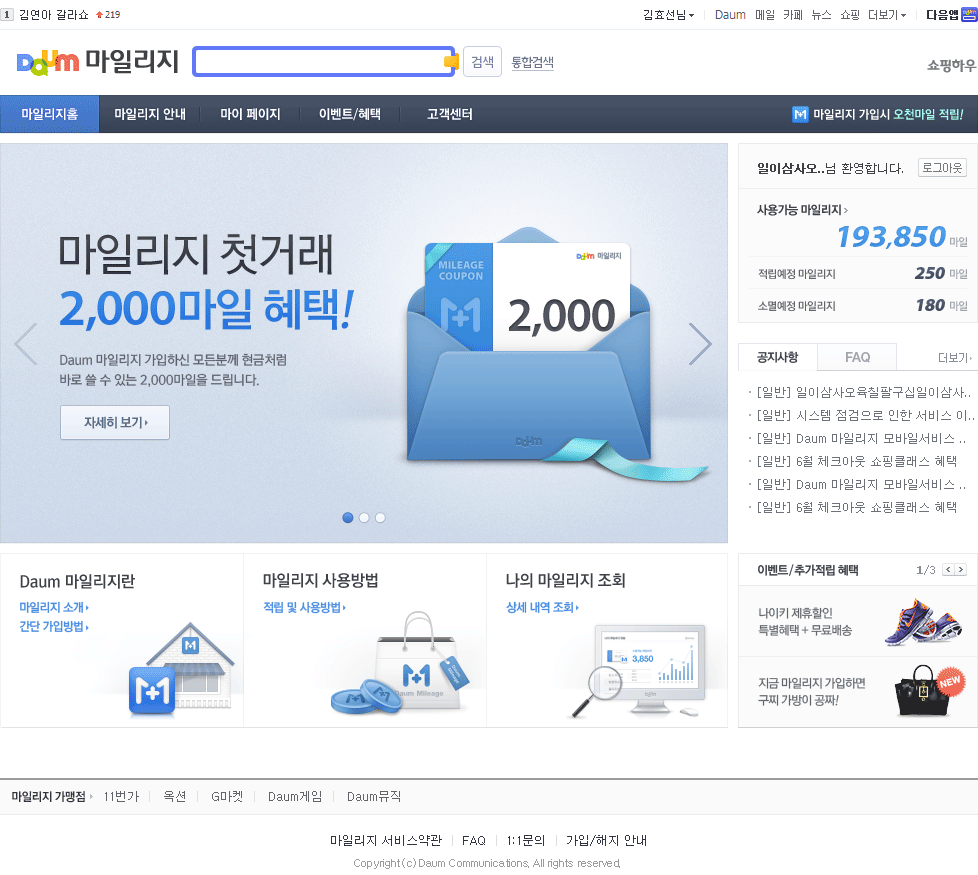 1 김연아 갈라쇼 219
김효선님 Daum 메일 카페 뉴스 쇼핑 더보기 다음앱
Daum 마일리지 검색 통합검색 쇼핑하우
마일리지홈 마일리지 안내 마이 페이지 이벤트/혜택 고객센터
마일리지 가입시 오천마일 적립!
마일리지 첫거래
2,000마일 혜택!
Daum 마일리지 가입하신 모든분께 현금처럼
바로 쓸 수 있는 2,000마일을 드립니다.
자세히 보기
MILEAGE
COUPON
M
Daum 마일리지
2,000
Daum
일이삼사오..님 환영합니다. 로그아웃
사용가능 마일리지
193,850 마일
적립예정 마일리지 250 마일
소멸예정 마일리지 180 마일
공지사항 FAQ 더보기
· [일반] 일이삼사오육칠팔구십일이삼사..
· [일반] 시스템 점검으로 인한 서비스 이..
· [일반] Daum 마일리지 모바일서비스 ..
· [일반] 6월 체크아웃 쇼핑클래스 혜택
· [일반] Daum 마일리지 모바일서비스 ..
· [일반] 6월 체크아웃 쇼핑클래스 혜택
Daum 마일리지란
마일리지 소개
간단 가입방법
M
M
마일리지 사용방법
적립 및 사용방법
M
Daum Mileage
나의 마일리지 조회
상세 내역 조회
3,850
Daum
이벤트/추가적립 혜택 1/3 < >
나이키 제휴할인
특별혜택 + 무료배송
지금 마일리지 가입하면
구찌 가방이 공짜!
NEW
마일리지 가맹점 11번가 옥션 G마켓 Daum게임 Daum뮤직
마일리지 서비스약관 FAQ 1:1문의 가입/해지 안내
Copyright (c) Daum Communications. All rights reserved.